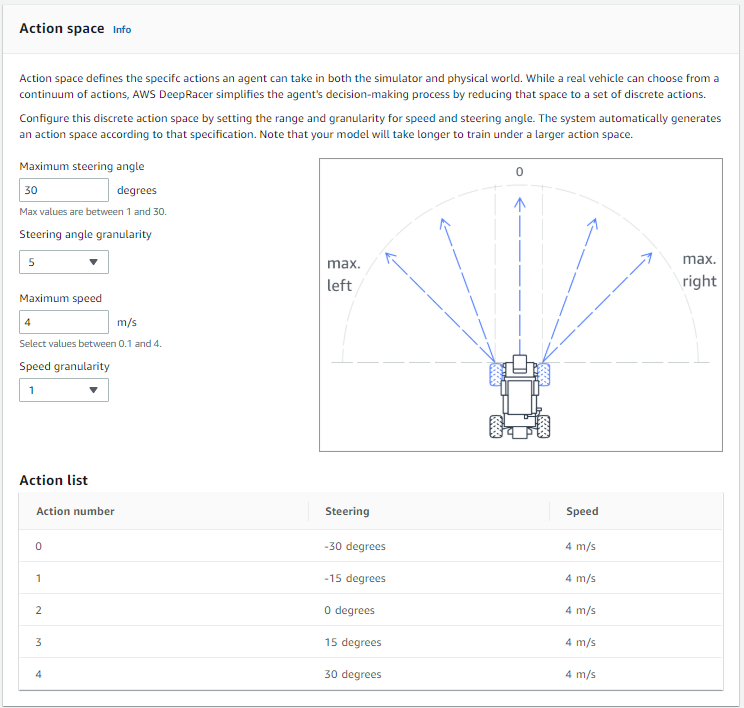 Action space Info
Action space defines the specifc actions an agent can take in both the simulator and physical world. While a real vehicle can choose from a
continuum of actions, AWS DeepRacer simplifies the agent's decision-making process by reducing that space to a set of discrete actions.
Configure this discrete action space by setting the range and granularity for speed and steering angle. The system automatically generates
an action space according to that specification. Note that your model will take longer to train under a larger action space.
Maximum steering angle
30 degrees
Max values are between 1 and 30.
Steering angle granularity
5
Maximum speed
4 m/s
Select values between 0.1 and 4.
Speed granularity
1
0
max.
left
max.
right
Action list
Action number Steering Speed
0 -30 degrees 4 m/s
1 -15 degrees 4 m/s
2 0 degrees 4 m/s
3 15 degrees 4 m/s
4 30 degrees 4 m/s